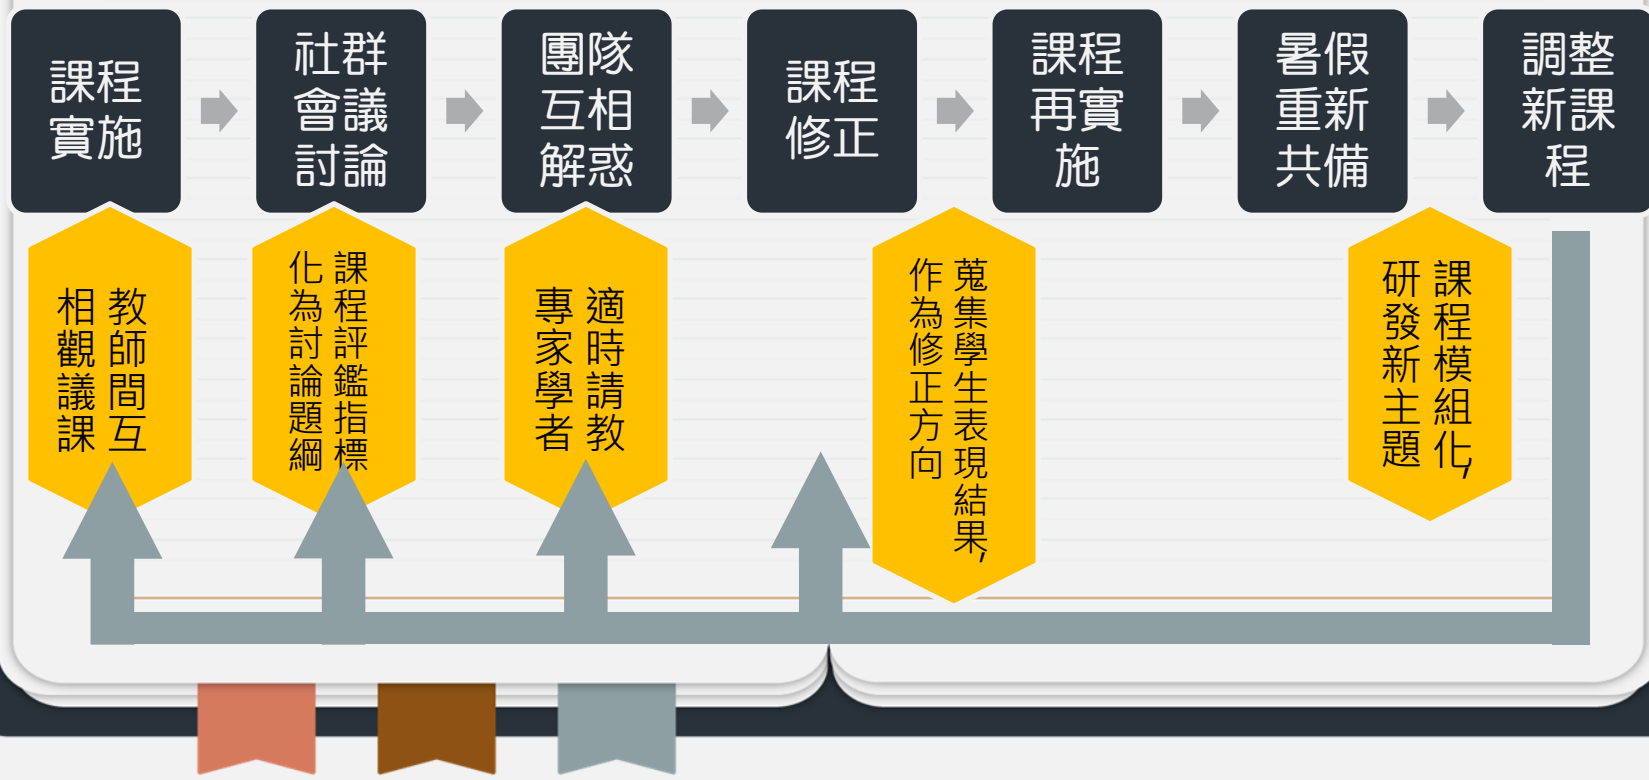 課程
實施
社群
會議
討論
團隊
互相
解惑
課程
修正
課程
再實
施
暑假
重新
共備
調整
新課
程
教師間互
相觀議課
課程評鑑指標
化為討論題綱
適時請教
專家學者
蒐集學生表現結果,
作為修正方向
課程模組化,
研發新主題